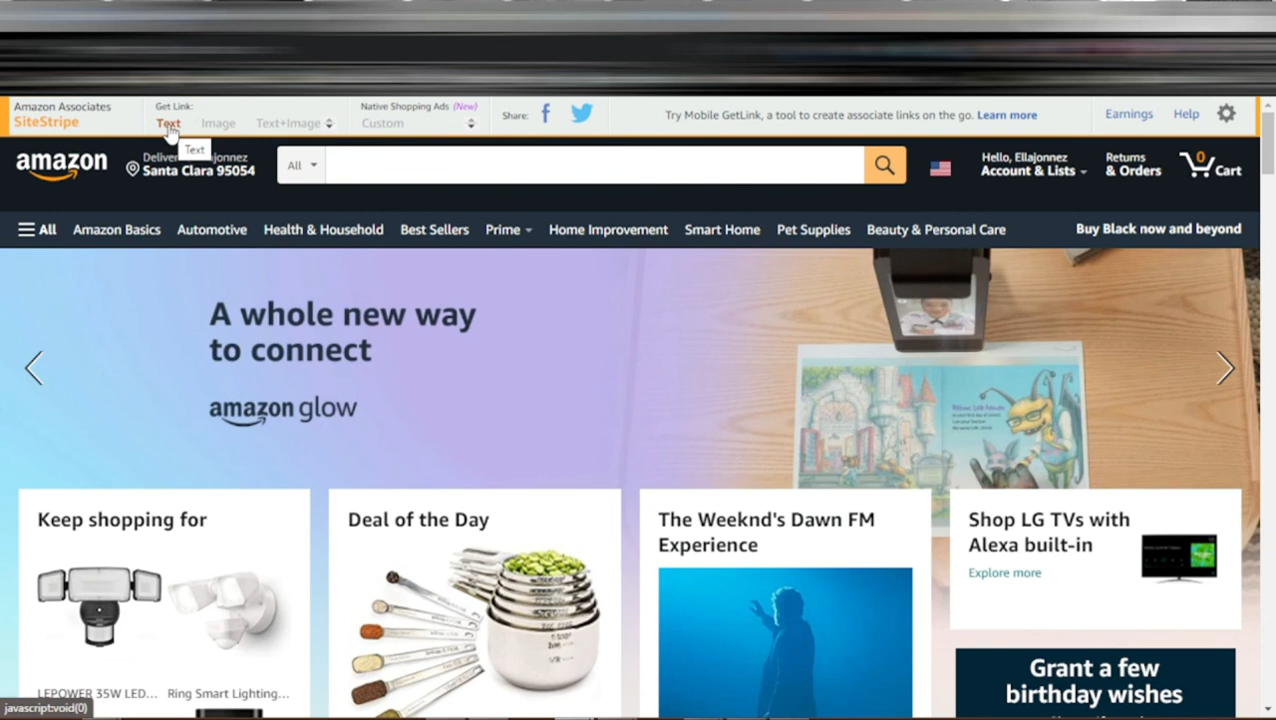 Amazon Associates
SiteStripe
Get Link:
Text
Image
Text+Image
Native Shopping Ads (New)
Custom
Share:
Try Mobile GetLink, a tool to create associate links on the go. Learn more
Earnings
Help
Text
amazon
Deliver
jonnez
Santa Clara 95054
All
Hello, Ellajonnez
Account & Lists
Returns
& Orders
0
Cart
All
Amazon Basics
Automotive
Health & Household
Best Sellers
Prime
Home Improvement
Smart Home
Pet Supplies
Beauty & Personal Care
Buy Black now and beyond
A whole new way
to connect
amazon glow
Keep shopping for
LEPOWER 35W LED...
Ring Smart Lighting...
Deal of the Day
The Weeknd's Dawn FM
Experience
Shop LG TVs with
Alexa built-in
Explore more
Grant a few
birthday wishes
javascript:void(0)